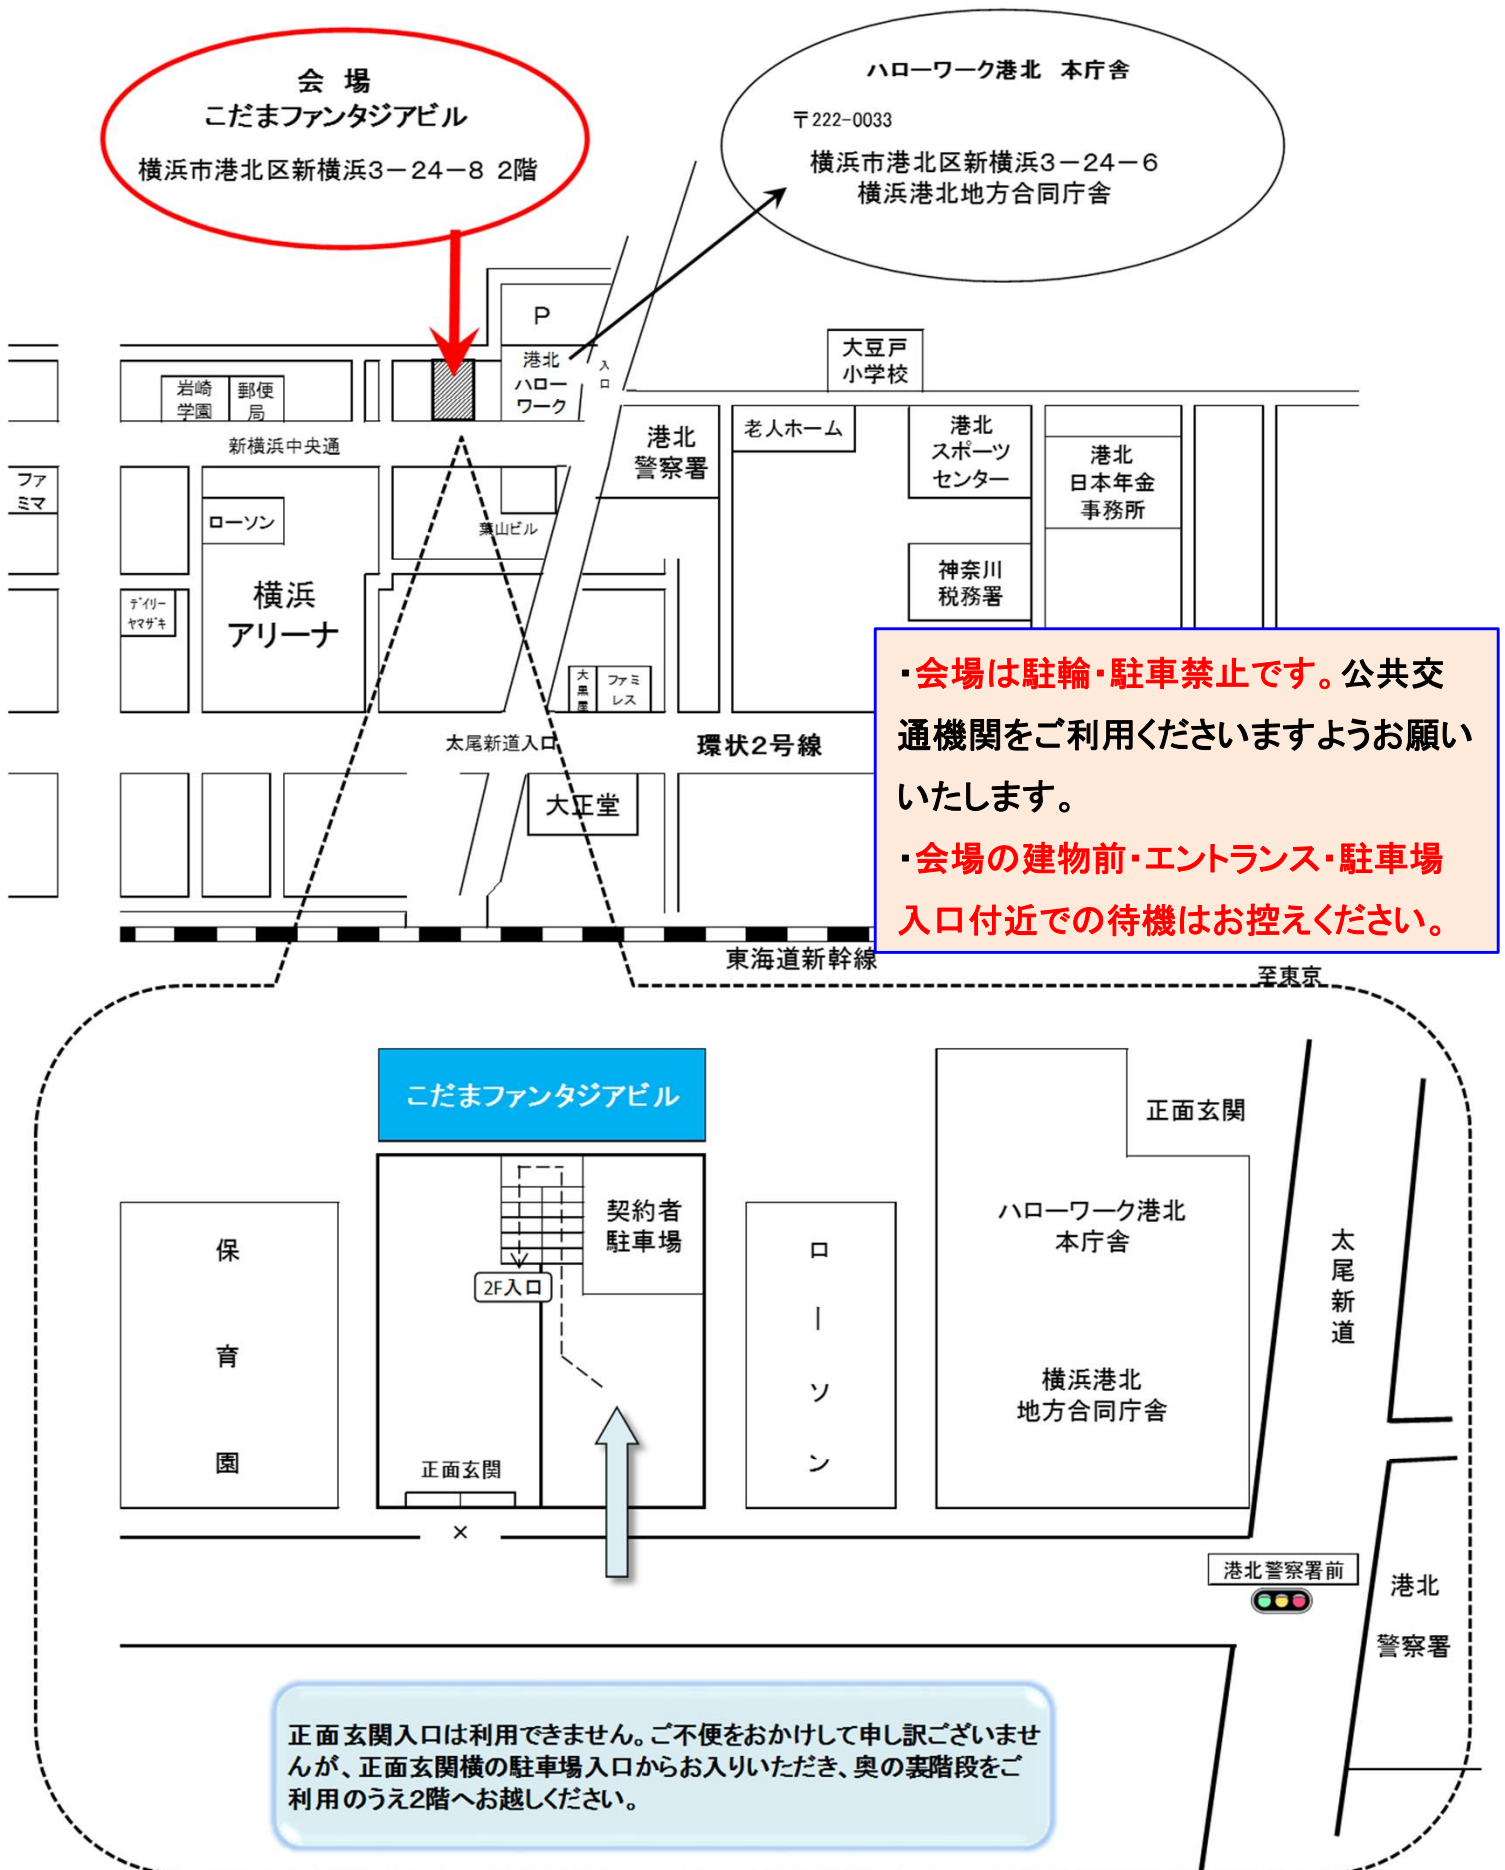 会 場
こだまファンタジアビル
横浜市港北区新横浜3－24－8 2階
ハローワーク港北 本庁舎
〒222-0033
横浜市港北区新横浜3－24－6
横浜港北地方合同庁舎
P
港北
ハロー
ワーク
入
口
大豆戸
小学校
岩崎
学園
郵便
局
新横浜中央通
港北
警察署
老人ホーム
港北
スポーツ
センター
港北
日本年金
事務所
ファ
ミマ
ローソン
葉山ビル
神奈川
税務署
デイリー
ヤマザキ
横浜
アリーナ
大
黒
屋
ファミ
レス
太尾新道入口
環状2号線
大正堂
・会場は駐輪・駐車禁止です。公共交
通機関をご利用くださいますようお願い
いたします。
・会場の建物前・エントランス・駐車場
入口付近での待機はお控えください。
東海道新幹線
至東京
こだまファンタジアビル
正面玄関
契約者
駐車場
2F入口
正面玄関
×
保
育
園
ロ
ー
ソ
ン
ハローワーク港北
本庁舎
横浜港北
地方合同庁舎
太
尾
新
道
港北警察署前
港北
警察署
正面玄関入口は利用できません。ご不便をおかけして申し訳ございませ
んが、正面玄関横の駐車場入口からお入りいただき、奥の裏階段をご
利用のうえ2階へお越しください。